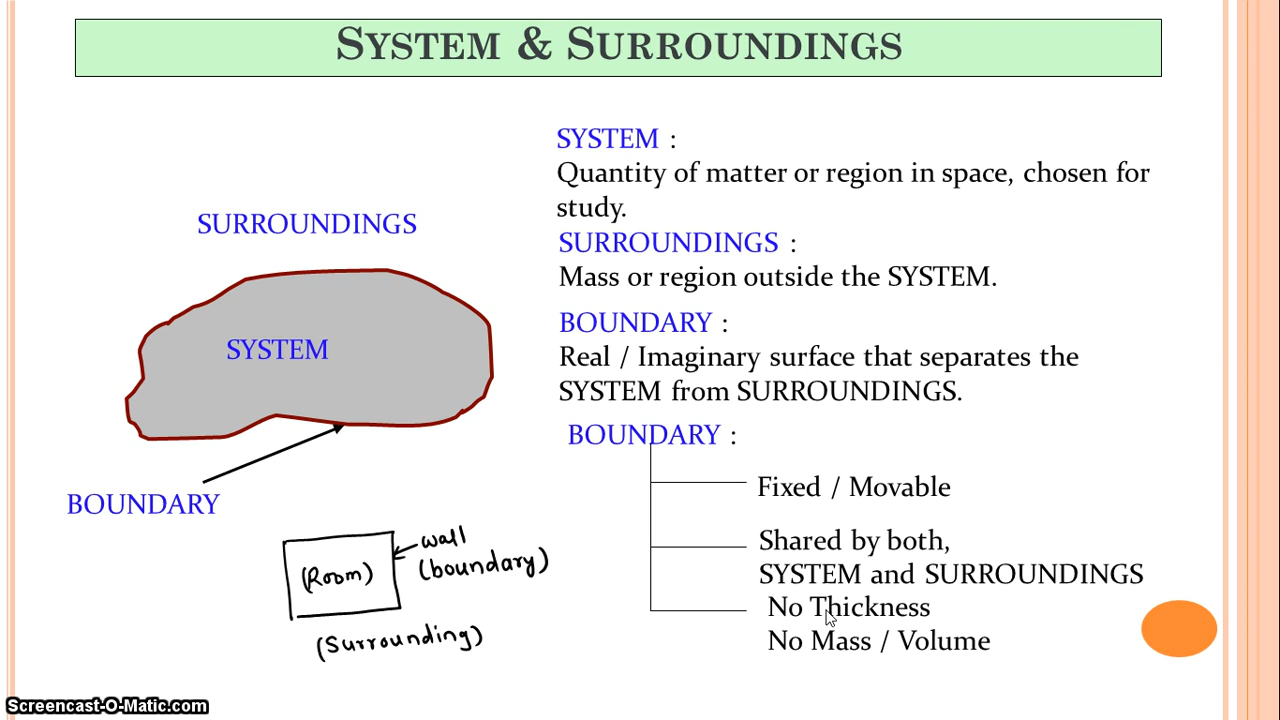 SYSTEM & SURROUNDINGS
SURROUNDINGS
SYSTEM
BOUNDARY
(Room)
wall
(boundary)
(Surrounding)
SYSTEM :
Quantity of matter or region in space, chosen for
study.
SURROUNDINGS :
Mass or region outside the SYSTEM.
BOUNDARY :
Real / Imaginary surface that separates the
SYSTEM from SURROUNDINGS.
BOUNDARY :
Fixed / Movable
Shared by both,
SYSTEM and SURROUNDINGS
No Thickness
No Mass / Volume
Screencast-O-Matic.com